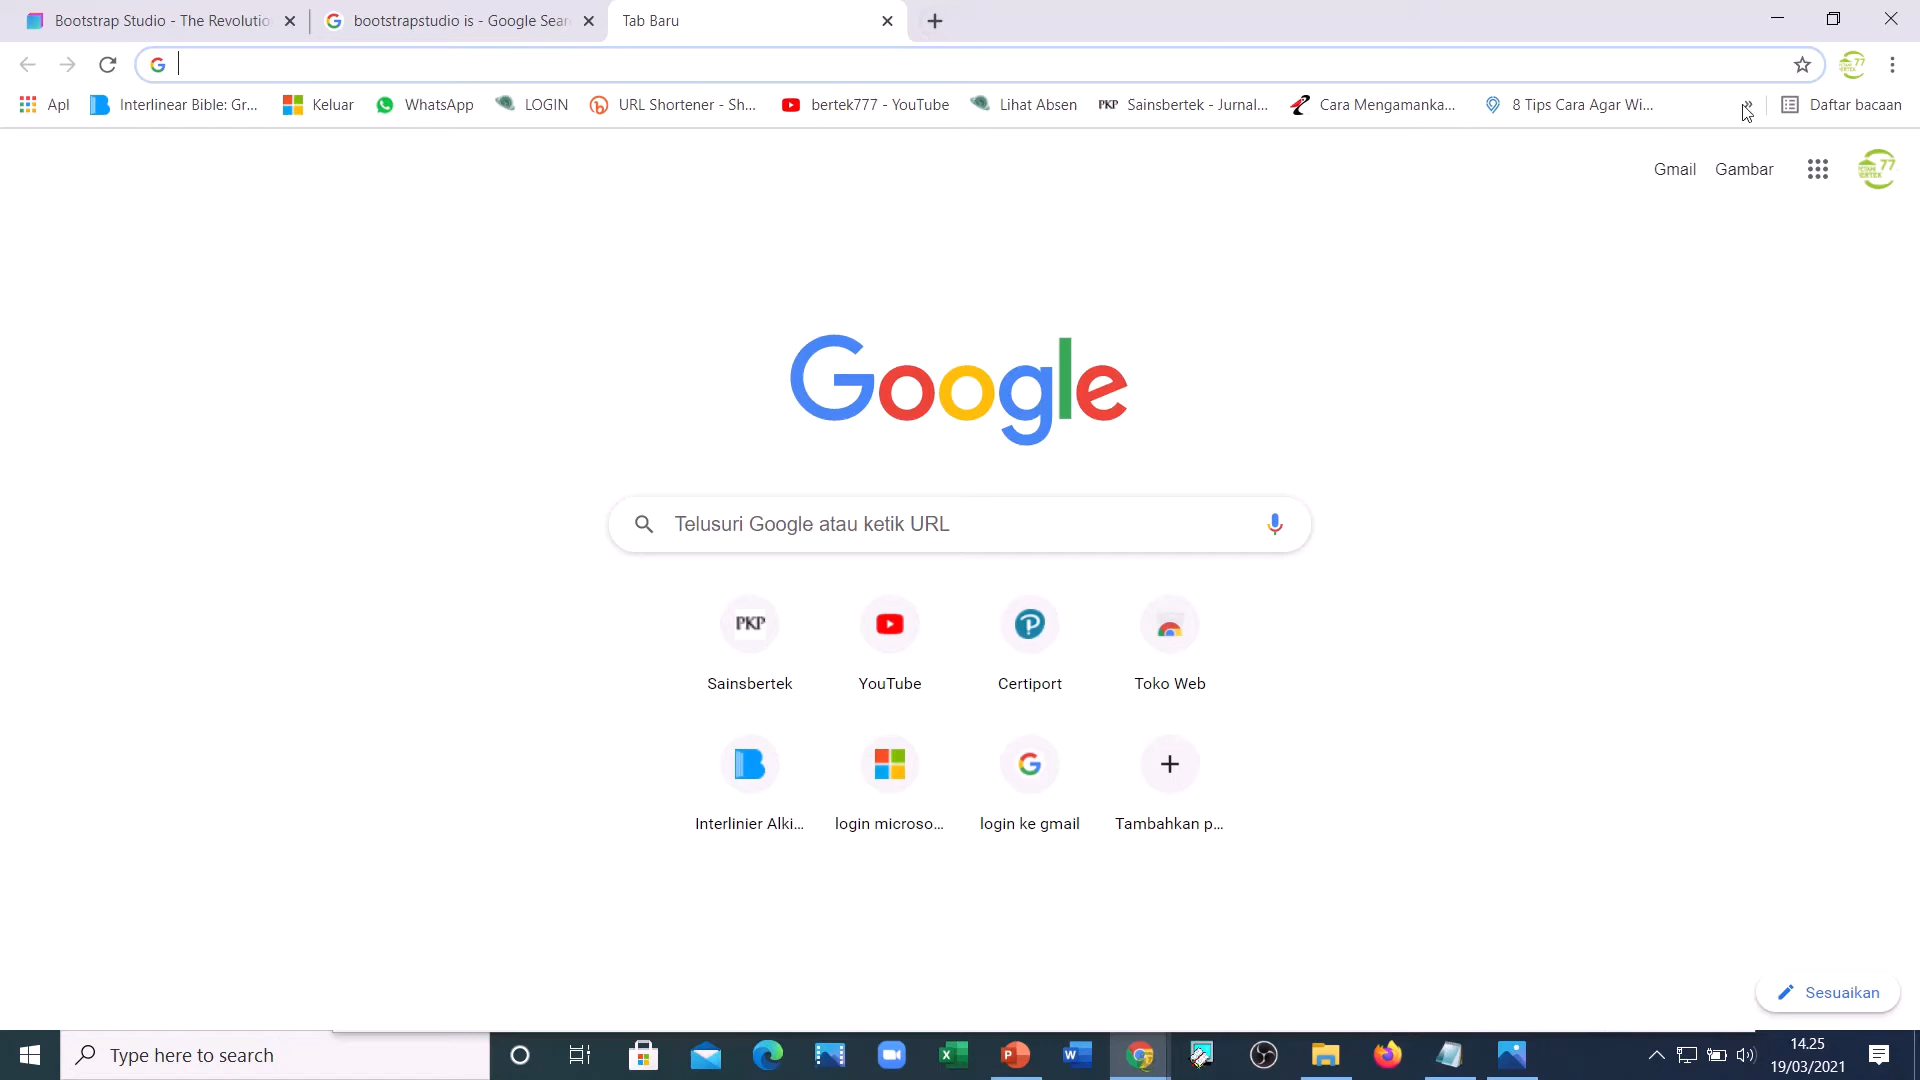 Bootstrap Studio - The Revolutio
bootstrapstudio is - Google Sear
Tab Baru
Apl
Interlinear Bible: Gr...
Keluar
WhatsApp
LOGIN
URL Shortener - Sh...
bertek777 - YouTube
Lihat Absen
PKP
Sainsbertek - Jurnal...
Cara Mengamanka...
8 Tips Cara Agar Wi...
Daftar bacaan
Gmail
Gambar
77
Google
Telusuri Google atau ketik URL
PKP
Sainsbertek
YouTube
Certiport
Toko Web
Interlinier Alki...
login microso...
login ke gmail
Tambahkan p...
Sesuaikan
Type here to search
14.25
19/03/2021